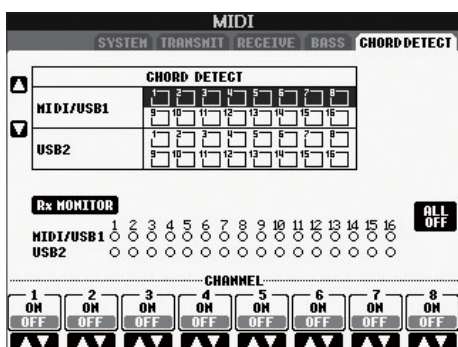 MIDI
SYSTEM TRANSMIT RECEIVE BASS CHORD DETECT
CHORD DETECT
MIDI/USB1
1 2 3 4 5 6 7 8
9 10 11 12 13 14 15 16
USB2
1 2 3 4 5 6 7 8
9 10 11 12 13 14 15 16
Rx MONITOR
ALL OFF
1 2 3 4 5 6 7 8 9 10 11 12 13 14 15 16
MIDI/USB1
USB2
CHANNEL
1 2 3 4 5 6 7 8
ON ON ON ON ON ON ON ON
OFF OFF OFF OFF OFF OFF OFF OFF